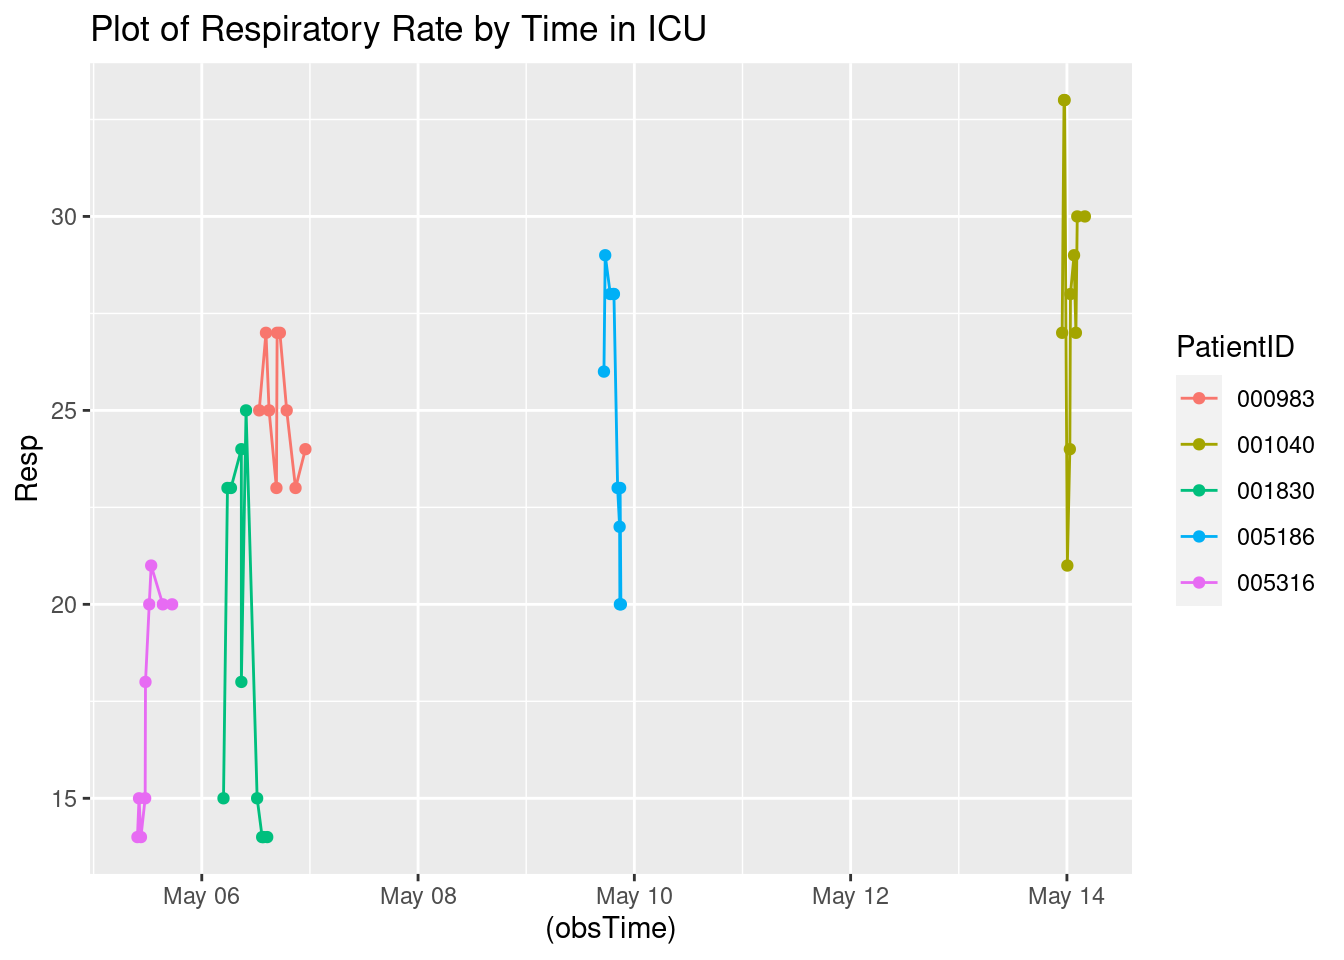 Plot of Respiratory Rate by Time in ICU
Resp
30
25
20
15
May 06
May 08
May 10
May 12
May 14
(obsTime)
PatientID
000983
001040
001830
005186
005316